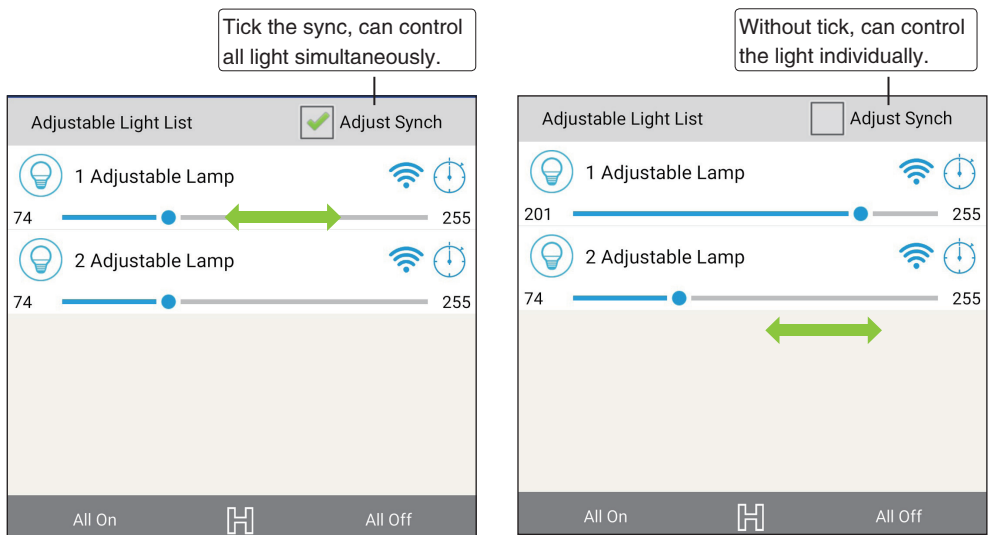 Tick the sync, can control
all light simultaneously.
Adjustable Light List
Adjust Synch
1 Adjustable Lamp
74
255
2 Adjustable Lamp
74
255
All On
All Off
Without tick, can control
the light individually.
Adjustable Light List
Adjust Synch
1 Adjustable Lamp
201
255
2 Adjustable Lamp
74
255
All On
All Off